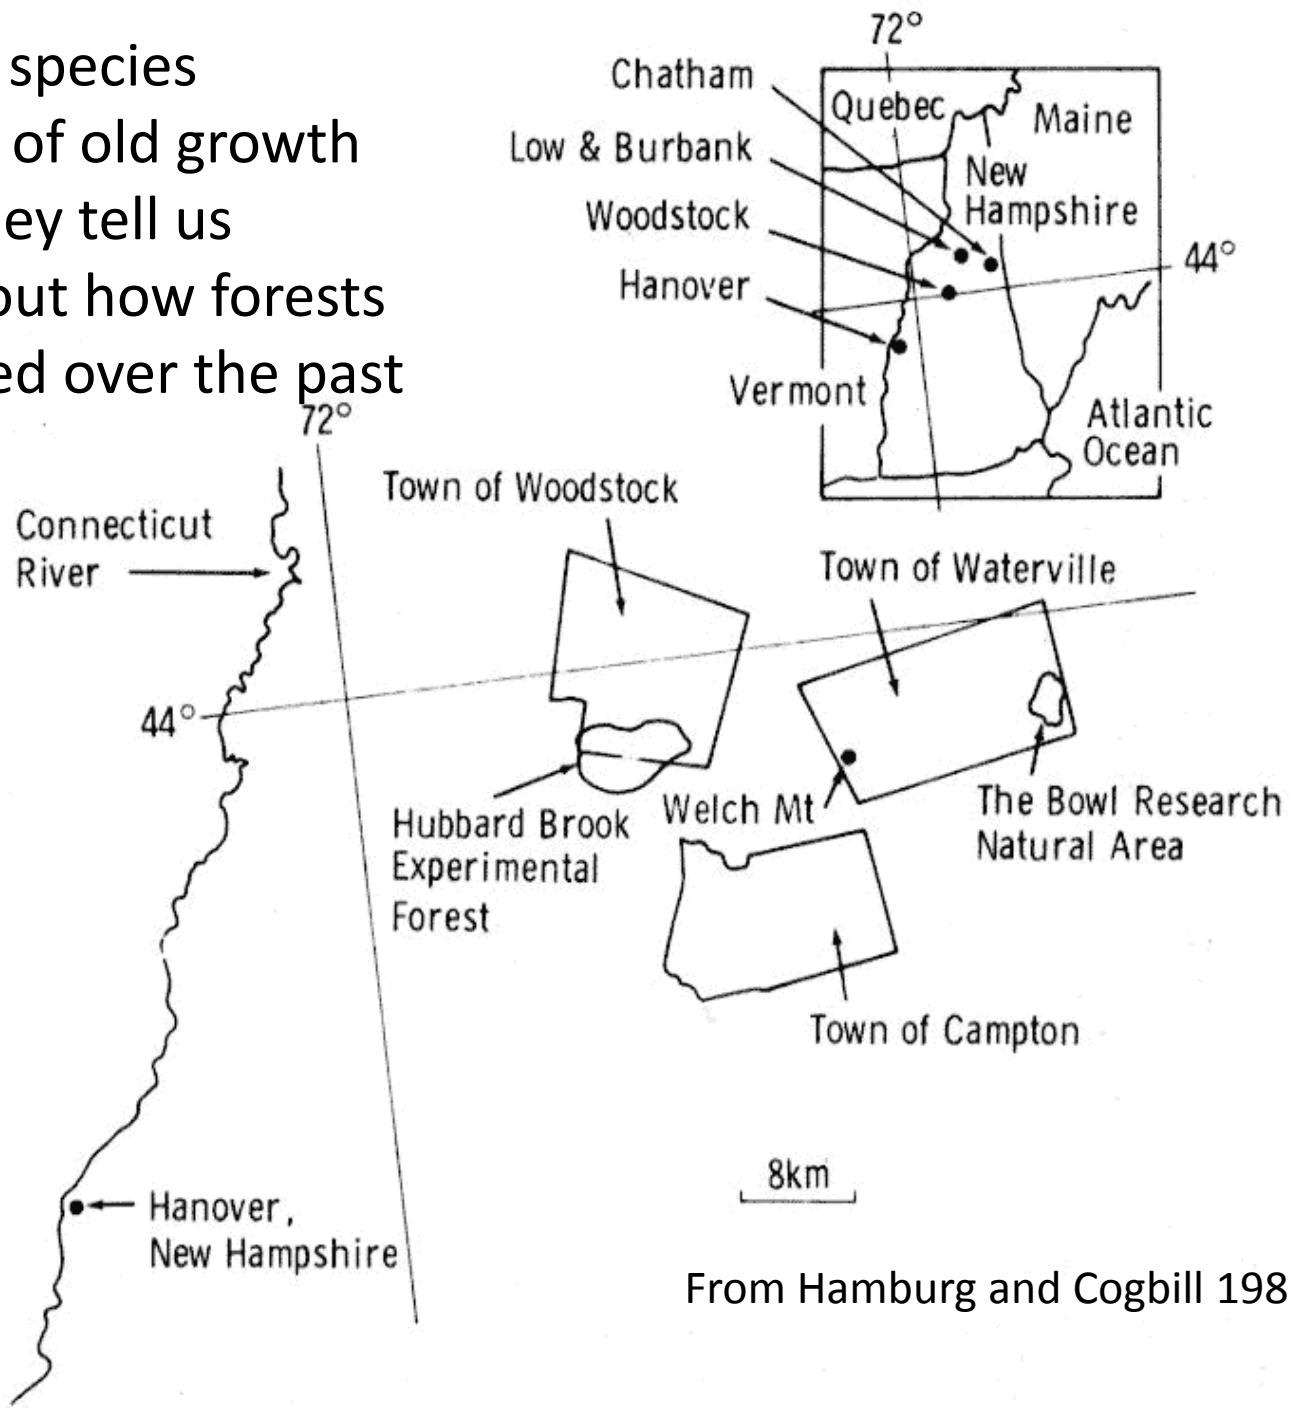 species
of old growth
ey tell us
out how forests
ed over the past
72°
Chatham
Low & Burbank
Woodstock
Hanover
Quebec
Maine
New
Hampshire
44°
Vermont
Atlantic
Ocean
72°
Connecticut
River
Town of Woodstock
Town of Waterville
44°
Hubbard Brook
Experimental
Forest
Welch Mt
The Bowl Research
Natural Area
Town of Campton
8km
Hanover,
New Hampshire
From Hamburg and Cogbill 198